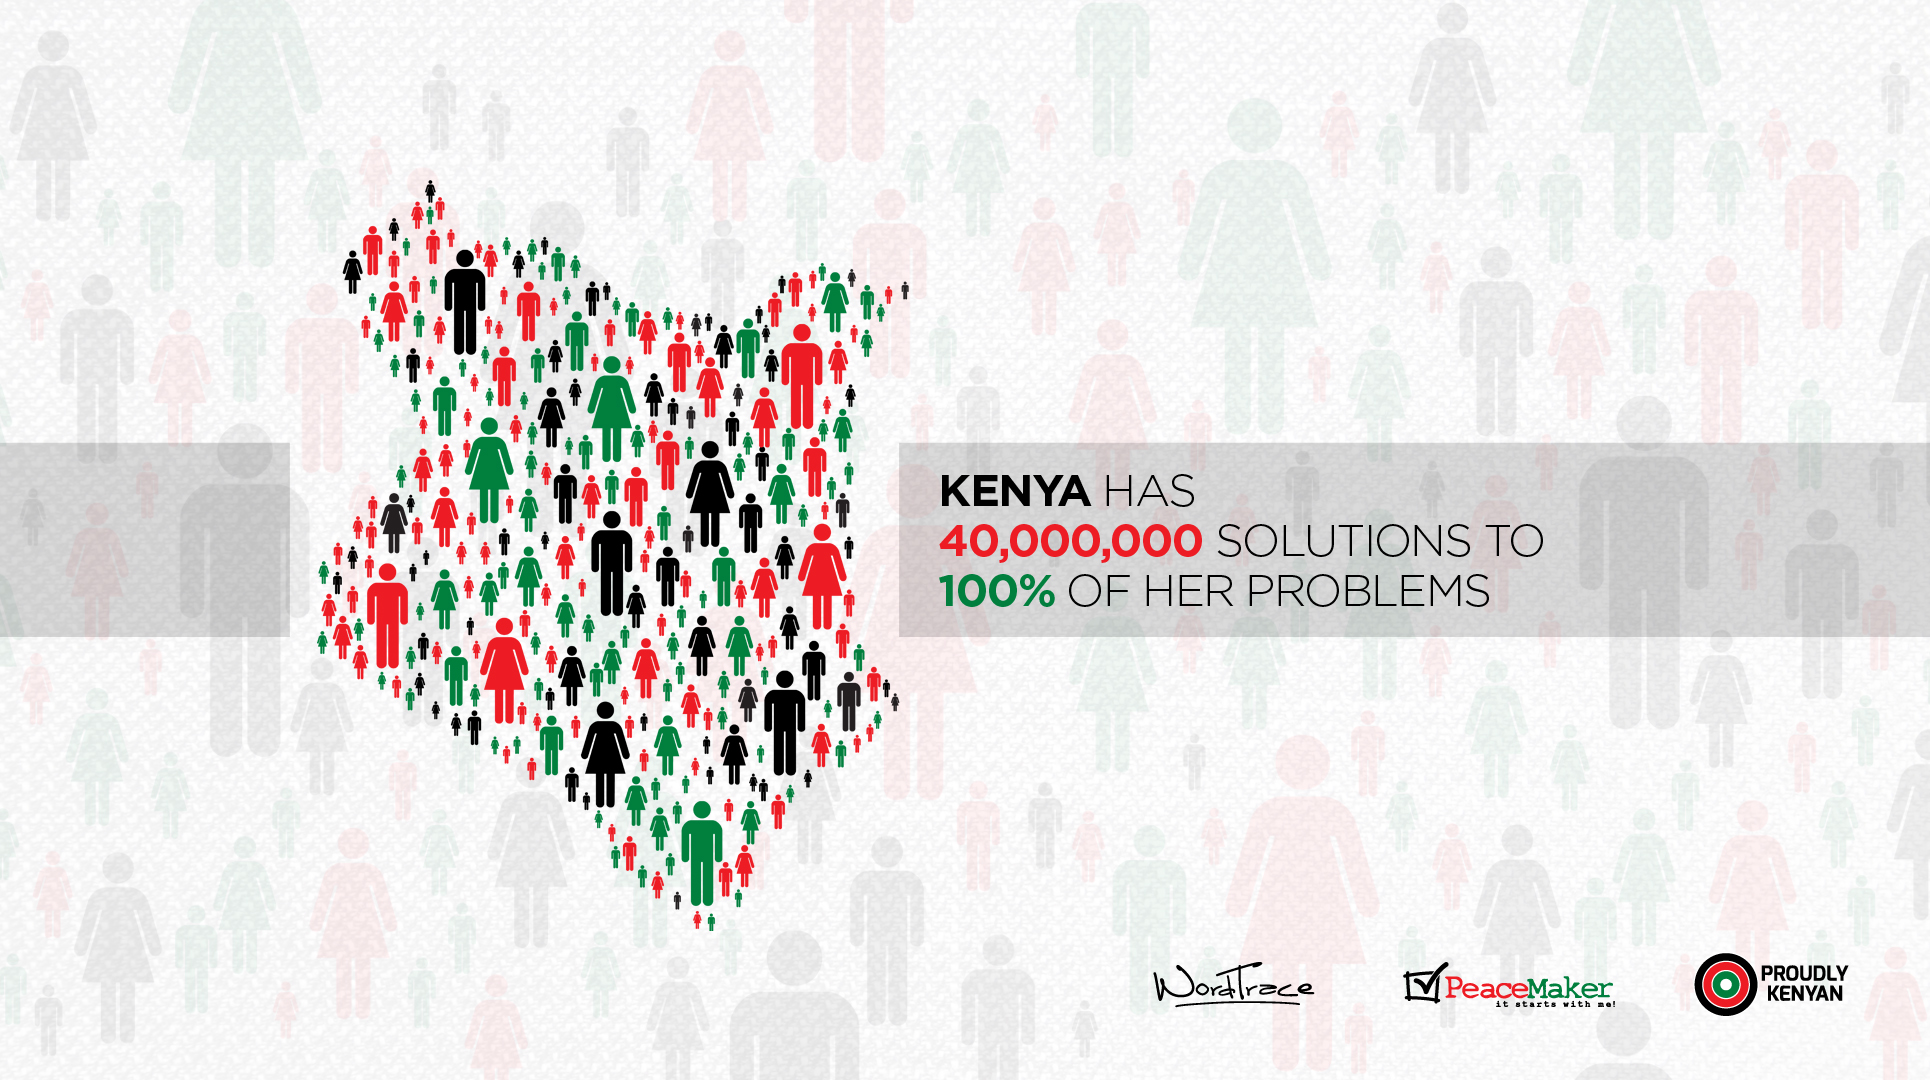 KENYA HAS
40,000,000 SOLUTIONS TO
100% OF HER PROBLEMS
WordTrace
PeaceMaker
it starts with me!
PROUDLY
KENYAN